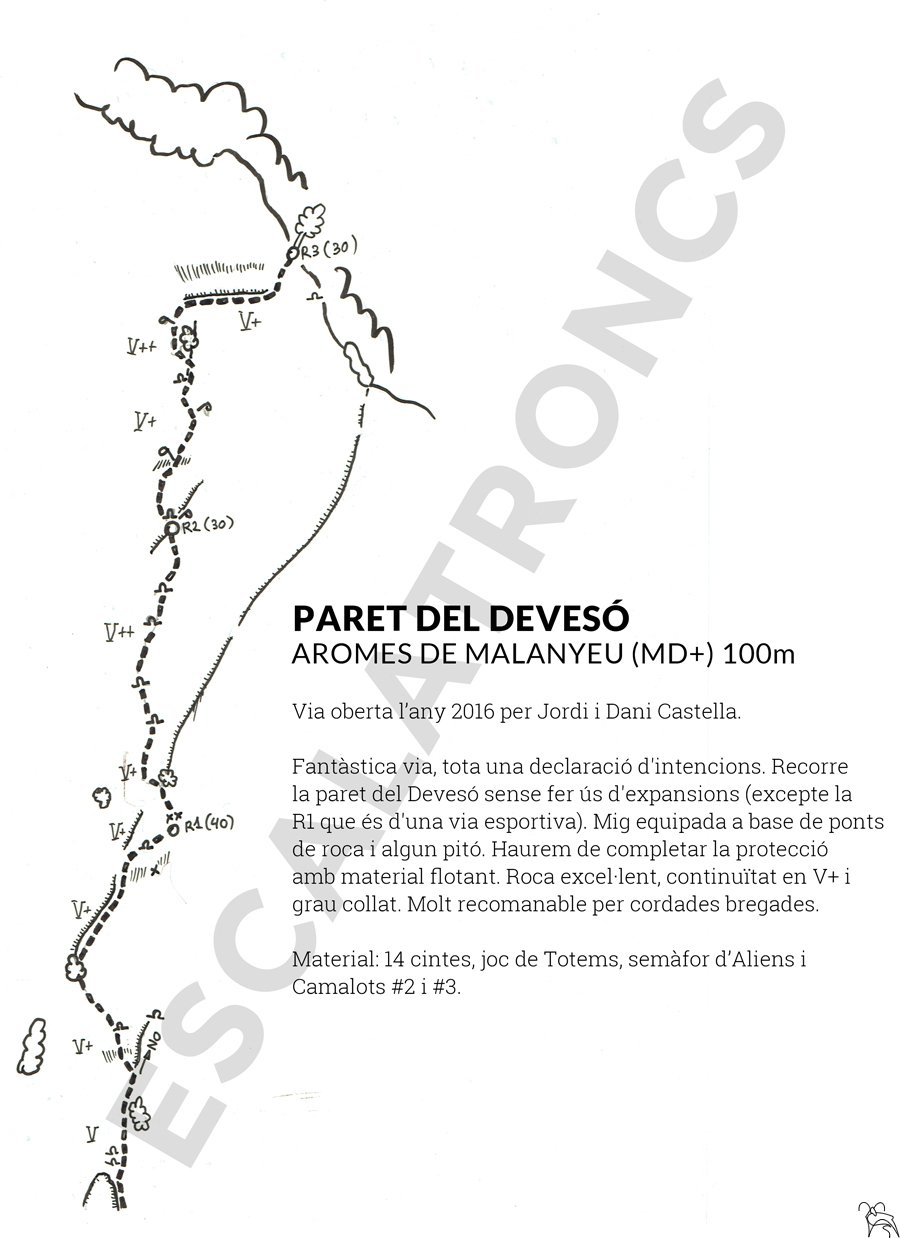 R3 (30)
V+
V++
V+
R2 (30)
V++
V+
R1 (40)
V+
V+
V+
NO
V
ESCALATRONCS
PARET DEL DEVESÓ
AROMES DE MALANYEU (MD+) 100m
Via oberta l'any 2016 per Jordi i Dani Castella.
Fantàstica via, tota una declaració d'intencions. Recorre
la paret del Devesó sense fer ús d'expansions (excepte la
R1 que és d'una via esportiva). Mig equipada a base de ponts
de roca i algun pitó. Haurem de completar la protecció
amb material flotant. Roca excel·lent, continuïtat en V+ i
grau collat. Molt recomanable per cordades bregades.
Material: 14 cintes, joc de Totems, semàfor d'Aliens i
Camalots #2 i #3.